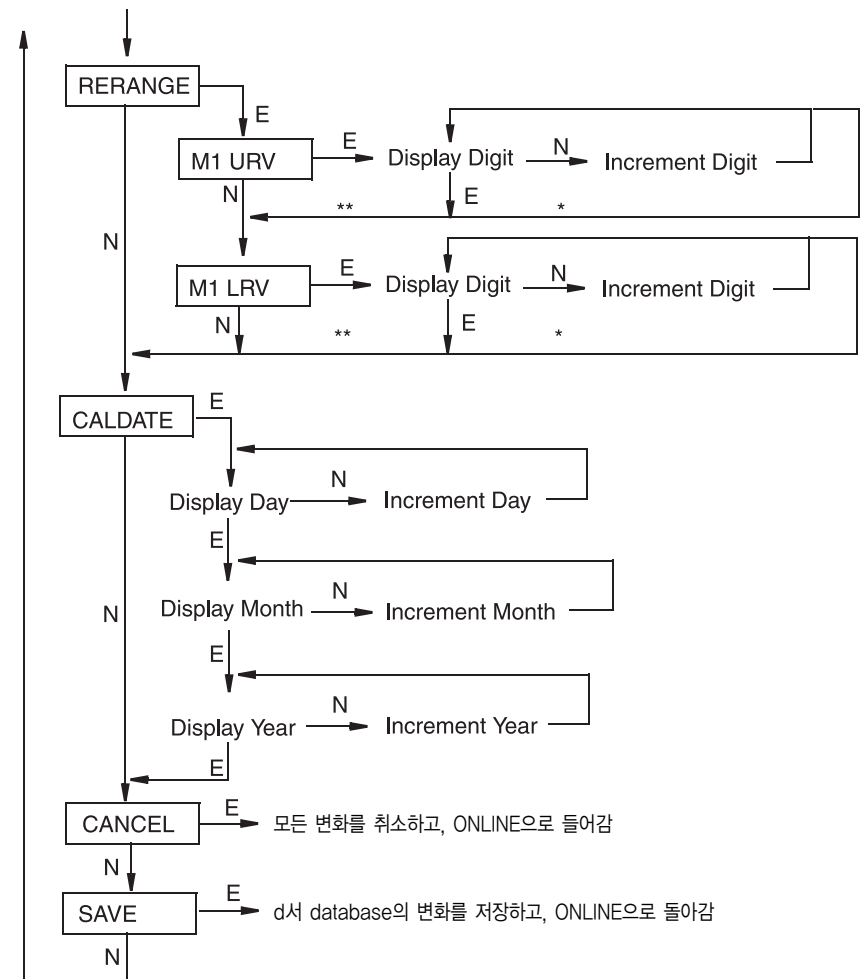 RERANGE
E
M1 URV
E
Display Digit
N
Increment Digit
N
E
**
*
N
M1 LRV
E
Display Digit
N
Increment Digit
N
E
**
*
CALDATE
E
Display Day
N
Increment Day
E
N
Display Month
N
Increment Month
E
Display Year
N
Increment Year
E
CANCEL
E
모든 변화를 취소하고, ONLINE으로 들어감
N
SAVE
E
d서 database의 변화를 저장하고, ONLINE으로 돌아감
N